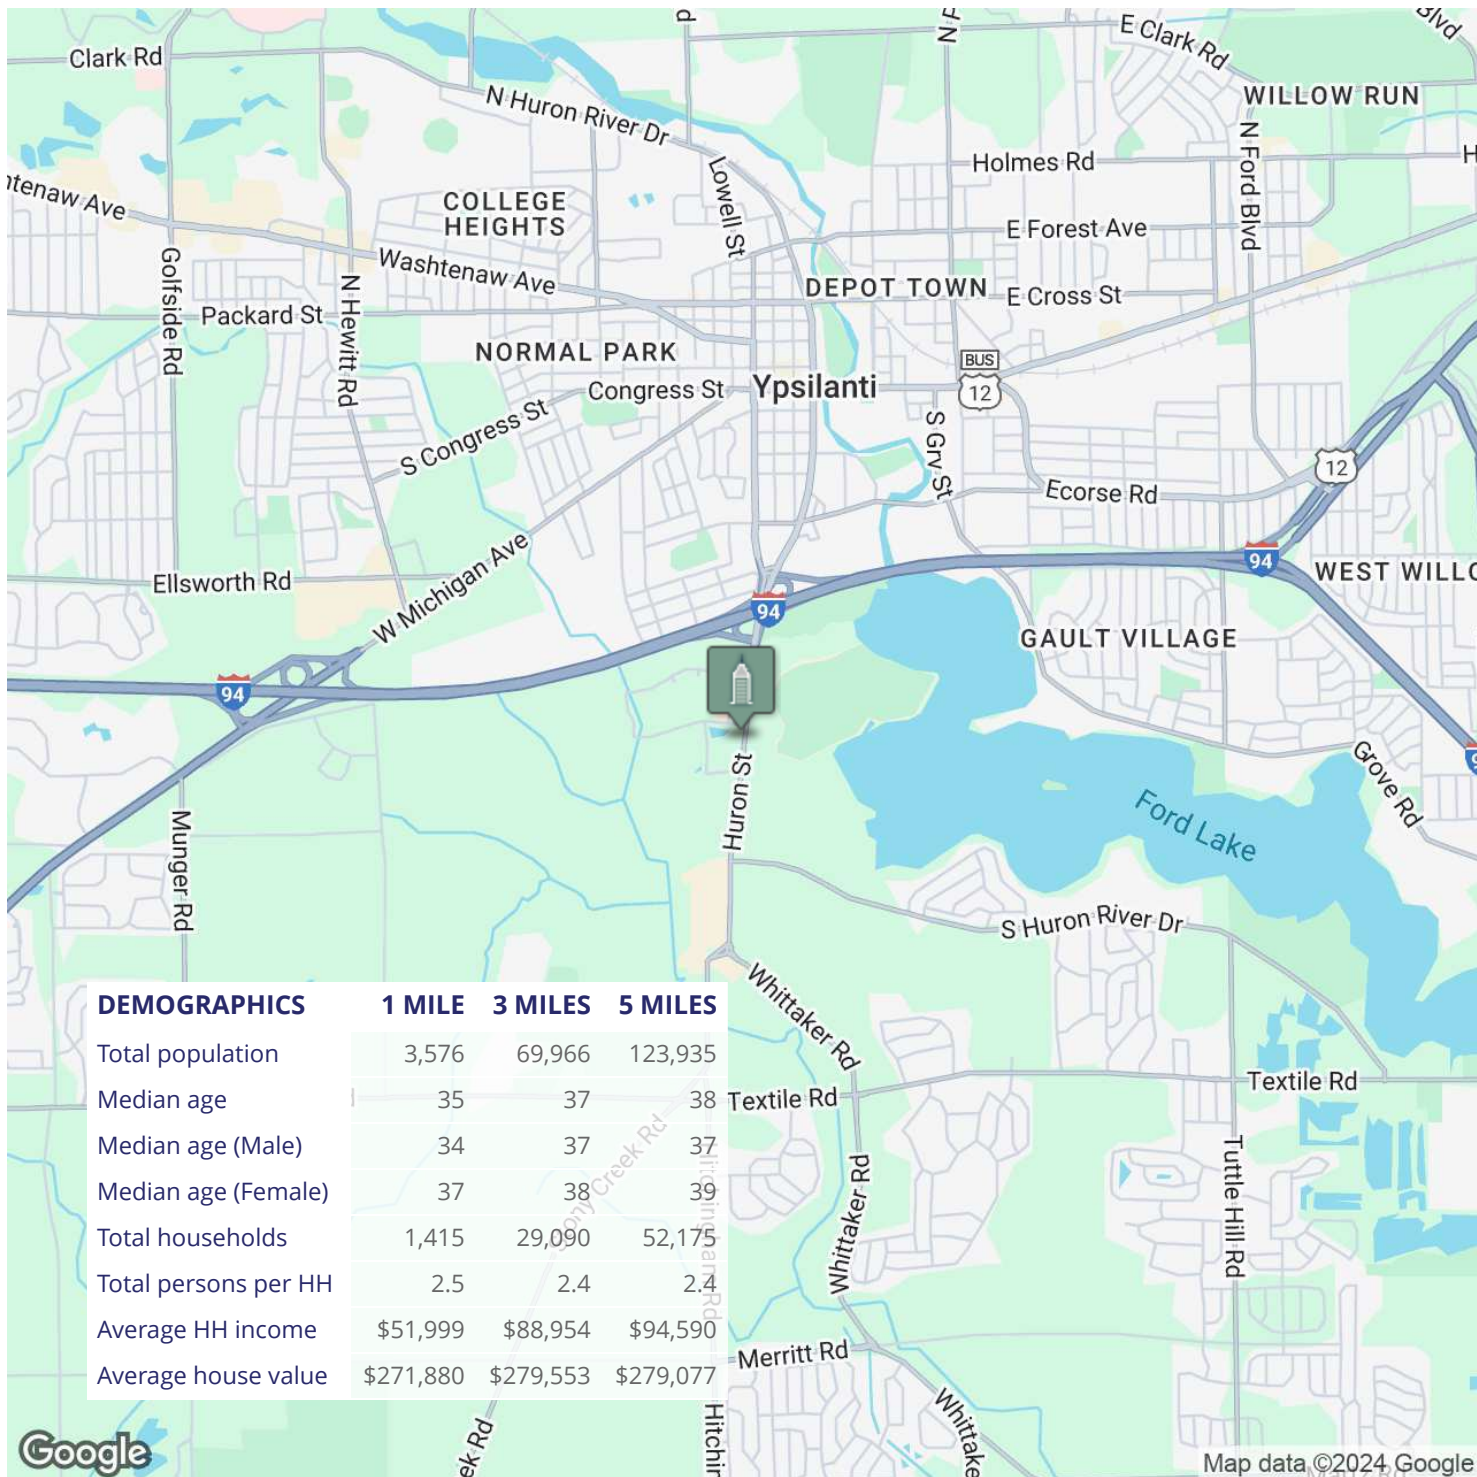 Clark Rd
N Huron River Dr
E Clark Rd
Blvd
WILLOW RUN
Holmes Rd
N Ford Blvd
Lowell St
COLLEGE
HEIGHTS
E Forest Ave
Washtenaw Ave
Golfside Rd
N Hewitt Rd
Packard St
DEPOT TOWN
E Cross St
NORMAL PARK
Congress St
Ypsilanti
BUS
12
S Congress St
S Grv St
Ecorse Rd
12
W Michigan Ave
Ellsworth Rd
94
94
94
GAULT VILLAGE
Huron St
Munger Rd
Ford Lake
Grove Rd
S Huron River Dr
Whittaker Rd
DEMOGRAPHICS 1 MILE 3 MILES 5 MILES
Total population 3,576 69,966 123,935
Median age 35 37 38
Median age (Male) 34 37 37
Median age (Female) 37 38 39
Total households 1,415 29,090 52,175
Total persons per HH 2.5 2.4 2.4
Average HH income $51,999 $88,954 $94,590
Average house value $271,880 $279,553 $279,077
Textile Rd
Textile Rd
Creek Rd
Whittaker Rd
Tuttle Hill Rd
Merritt Rd
Google
Map data ©2024 Google